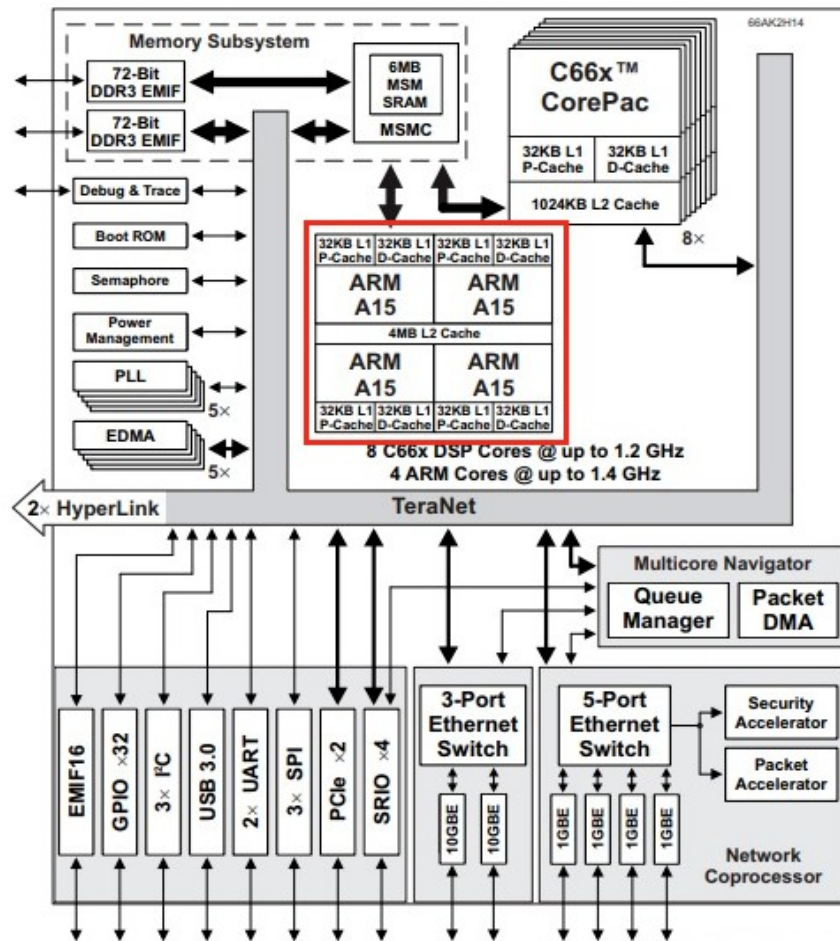 66AK2H14
Memory Subsystem
72-Bit
DDR3 EMIF
72-Bit
DDR3 EMIF
6MB
MSM
SRAM
MSMC
C66x™
CorePac
32KB L1
P-Cache
32KB L1
D-Cache
1024KB L2 Cache
8×
Debug & Trace
Boot ROM
Semaphore
Power
Management
PLL
5×
EDMA
5×
32KB L1
P-Cache
32KB L1
D-Cache
32KB L1
P-Cache
32KB L1
D-Cache
ARM
A15
ARM
A15
4MB L2 Cache
ARM
A15
ARM
A15
32KB L1
P-Cache
32KB L1
D-Cache
32KB L1
P-Cache
32KB L1
D-Cache
8 C66x DSP Cores @ up to 1.2 GHz
4 ARM Cores @ up to 1.4 GHz
2× HyperLink
TeraNet
Multicore Navigator
Queue
Manager
Packet
DMA
EMIF16
GPIO ×32
3× I²C
USB 3.0
2× UART
3× SPI
PCIe ×2
SRIO ×4
3-Port
Ethernet
Switch
10GBE
10GBE
5-Port
Ethernet
Switch
1GBE
1GBE
1GBE
1GBE
Security
Accelerator
Packet
Accelerator
Network
Coprocessor